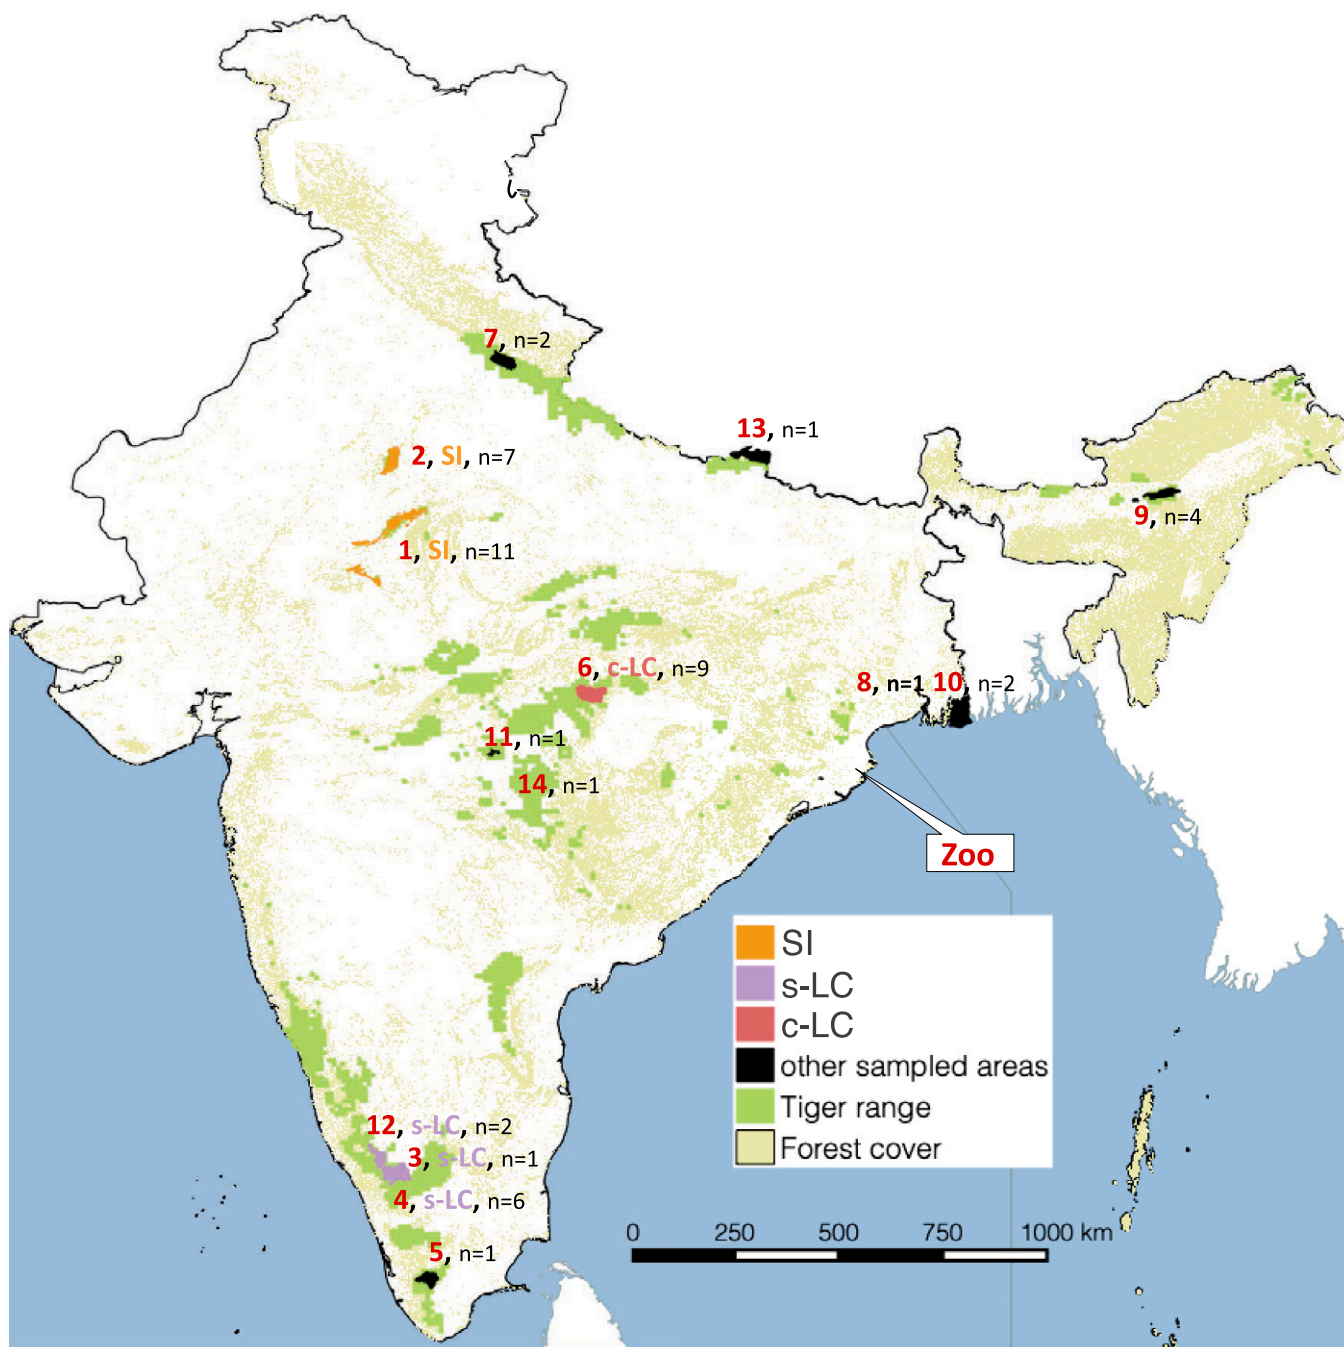 7, n=2
13, n=1
2, SI, n=7
9, n=4
1, SI, n=11
6, c-LC, n=9
8, n=1
10, n=2
11, n=1
14, n=1
Zoo
SI
s-LC
c-LC
other sampled areas
Tiger range
Forest cover
12, s-LC, n=2
3, s-LC, n=1
4, s-LC, n=6
5, n=1
0 250 500 750 1000 km